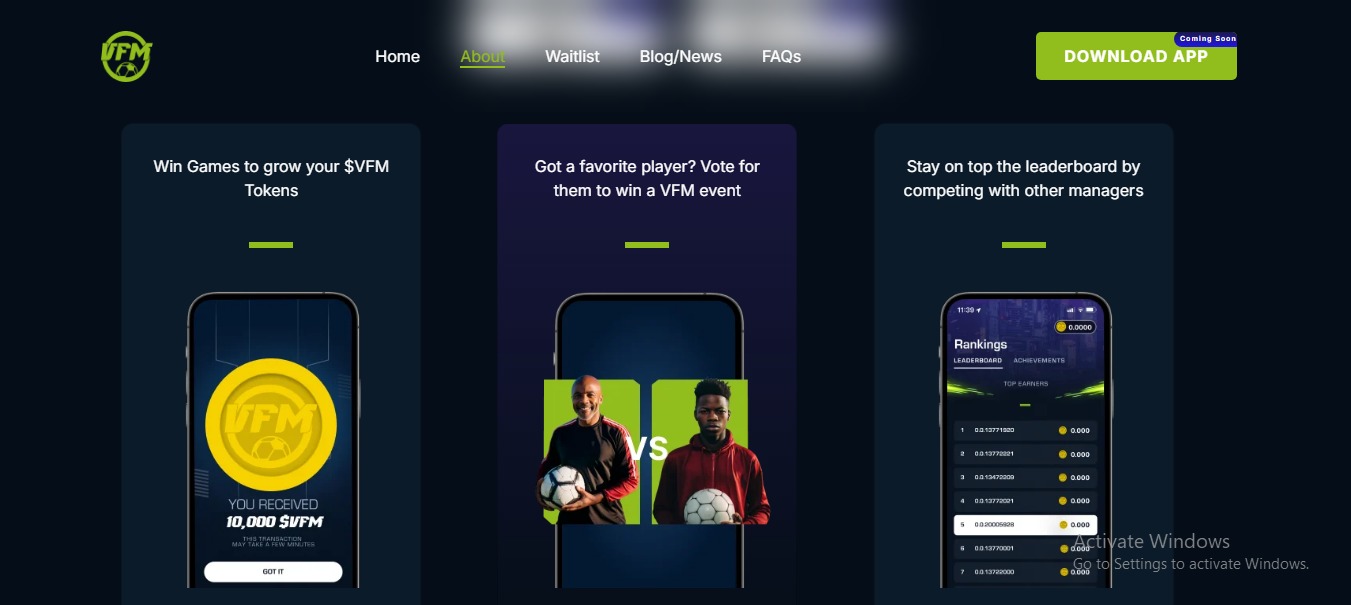 VFM
Home
About
Waitlist
Blog/News
FAQs
Coming Soon
DOWNLOAD APP
Win Games to grow your $VFM
Tokens
VFM
YOU RECEIVED
10,000 $VFM
THIS TRANSACTION
MAY TAKE A FEW MINUTES
GOT IT
Got a favorite player? Vote for
them to win a VFM event
VS
Stay on top the leaderboard by
competing with other managers
11:39
0.0000
Rankings
LEADERBOARD ACHIEVEMENTS
TOP EARNERS
1 0.0.13771920 0.000
2 0.0.13772221 0.000
3 0.0.13472209 0.000
4 0.0.13772021 0.000
5 0.0.20005928 0.000
6 0.0.13770001 0.000
7 0.0.13722000 0.000
Activate Windows
Go to Settings to activate Windows.